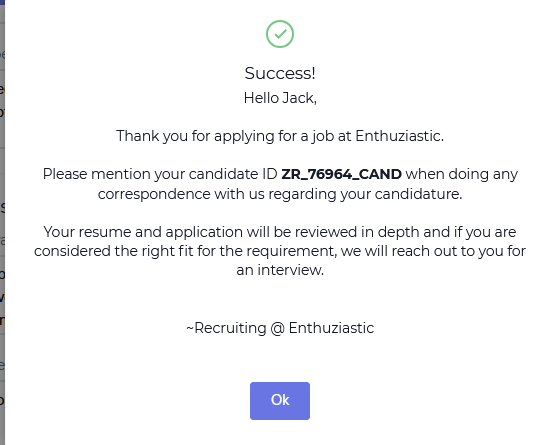 Success!
Hello Jack,
Thank you for applying for a job at Enthuziastic.
Please mention your candidate ID ZR_76964_CAND when doing any
correspondence with us regarding your candidature.
Your resume and application will be reviewed in depth and if you are
considered the right fit for the requirement, we will reach out to you for
an interview.
~Recruiting @ Enthuziastic
Ok